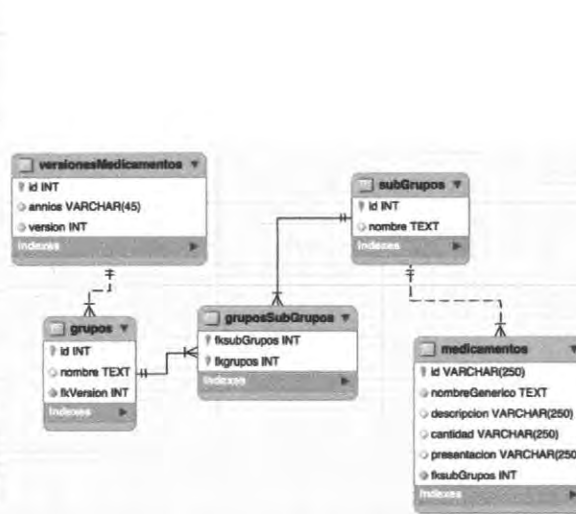 versionesMedicamentos
id INT
annios VARCHAR(45)
version INT
Indexes
subGrupos
id INT
nombre TEXT
Indexes
grupos
id INT
nombre TEXT
fkVersion INT
Indexes
gruposSubGrupos
fksubGrupos INT
fkgrupos INT
Indexes
medicamentos
id VARCHAR(250)
nombreGenerico TEXT
descripcion VARCHAR(250)
cantidad VARCHAR(250)
presentacion VARCHAR(250
fksubGrupos INT
Indexes